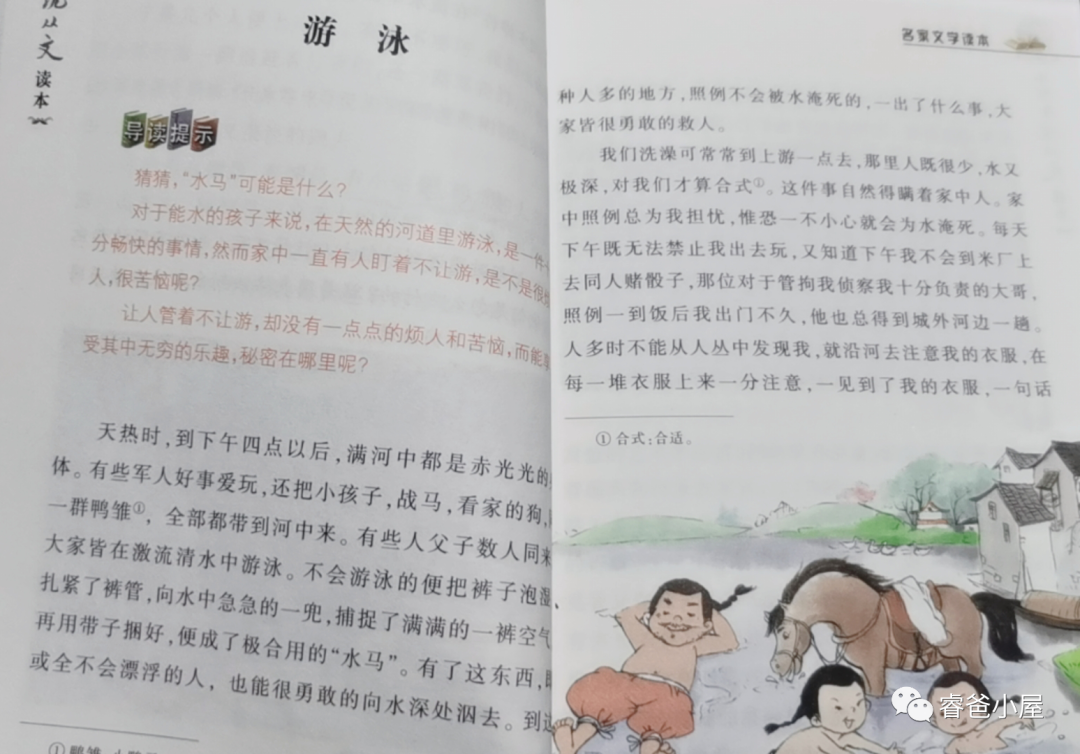 从文
读本
游泳
导读提示
猜猜，“水马”可能是什么？
对于能水的孩子来说，在天然的河道里游泳，是一件
分畅快的事情，然而家中一直有人盯着不让游，是不是很
人，很苦恼呢？
让人管着不让游，却没有一点点的烦人和苦恼，而能
受其中无穷的乐趣，秘密在哪里呢？
天热时，到下午四点以后，满河中都是赤光光的
体。有些军人好事爱玩，还把小孩子，战马，看家的狗，
一群鸭雏①，全部都带到河中来。有些人父子数人同来
大家皆在激流清水中游泳。不会游泳的便把裤子泡湿
扎紧了裤管，向水中急急的一兜，捕捉了满满的一裤空气
再用带子捆好，便成了极合用的“水马”。有了这东西，即
或全不会漂浮的人，也能很勇敢的向水深处泅去。到这
①鸭雏
名家文学读本
种人多的地方，照例不会被水淹死的，一出了什么事，大
家皆很勇敢的救人。
我们洗澡可常常到上游一点去，那里人既很少，水又
极深，对我们才算合式①。这件事自然得瞒着家中人。家
中照例总为我担忧，惟恐一不小心就会为水淹死。每天
下午既无法禁止我出去玩，又知道下午我不会到米厂上
去同人赌骰子，那位对于管拘我侦察我十分负责的大哥，
照例一到饭后我出门不久，他也总得到城外河边一趟。
人多时不能从人丛中发现我，就沿河去注意我的衣服，在
每一堆衣服上来一分注意，一见到了我的衣服，一句话
①合式：合适。
睿爸小屋